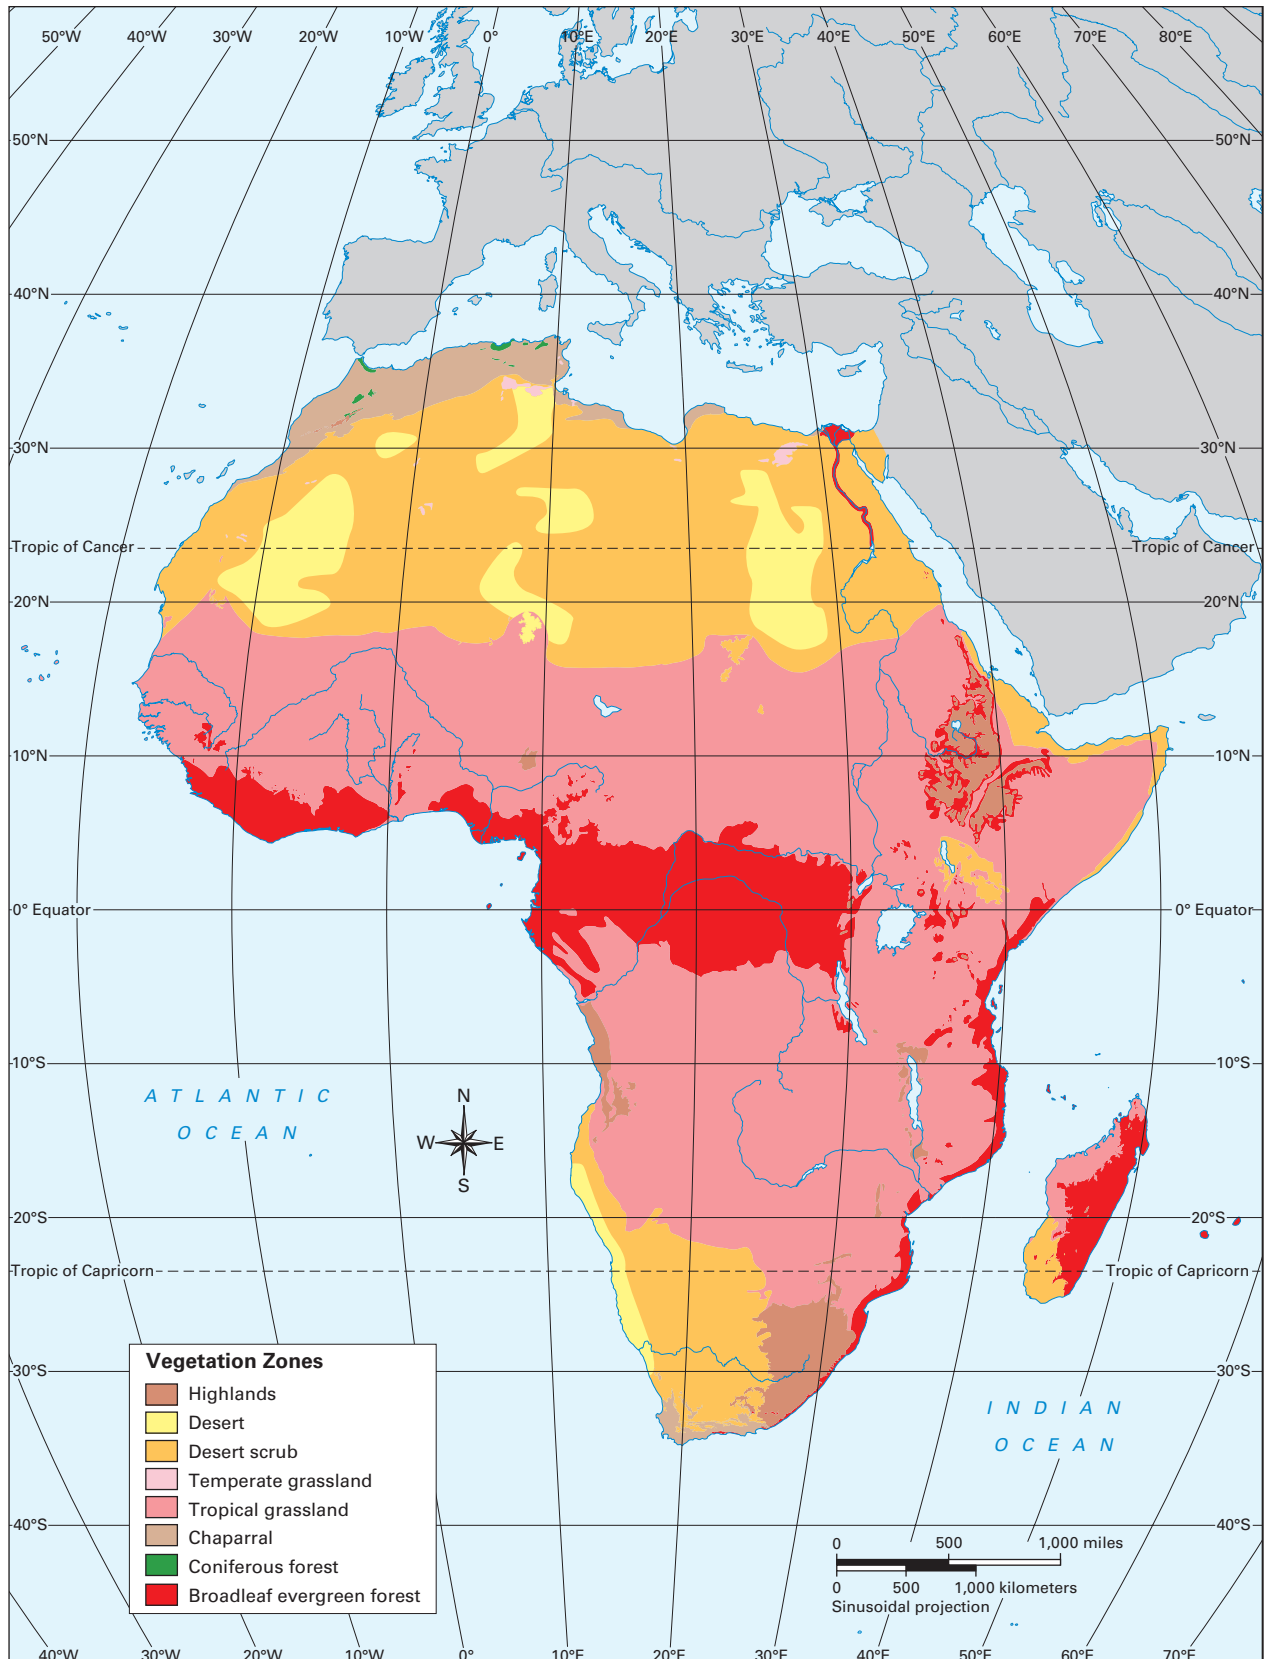 50°W 40°W 30°W 20°W 10°W 0° 10°E 20°E 30°E 40°E 50°E 60°E 70°E 80°E
50°N 50°N
40°N 40°N
30°N 30°N
Tropic of Cancer Tropic of Cancer
20°N 20°N
10°N 10°N
0° Equator 0° Equator
10°S 10°S
ATLANTIC
OCEAN
N
W E
S
20°S 20°S
Tropic of Capricorn Tropic of Capricorn
30°S 30°S
Vegetation Zones
Highlands
Desert
Desert scrub
Temperate grassland
Tropical grassland
Chaparral
Coniferous forest
Broadleaf evergreen forest
INDIAN
OCEAN
40°S 40°S
0 500 1,000 miles
0 500 1,000 kilometers
Sinusoidal projection
40°W 30°W 20°W 10°W 0° 10°E 20°E 30°E 40°E 50°E 60°E 70°E